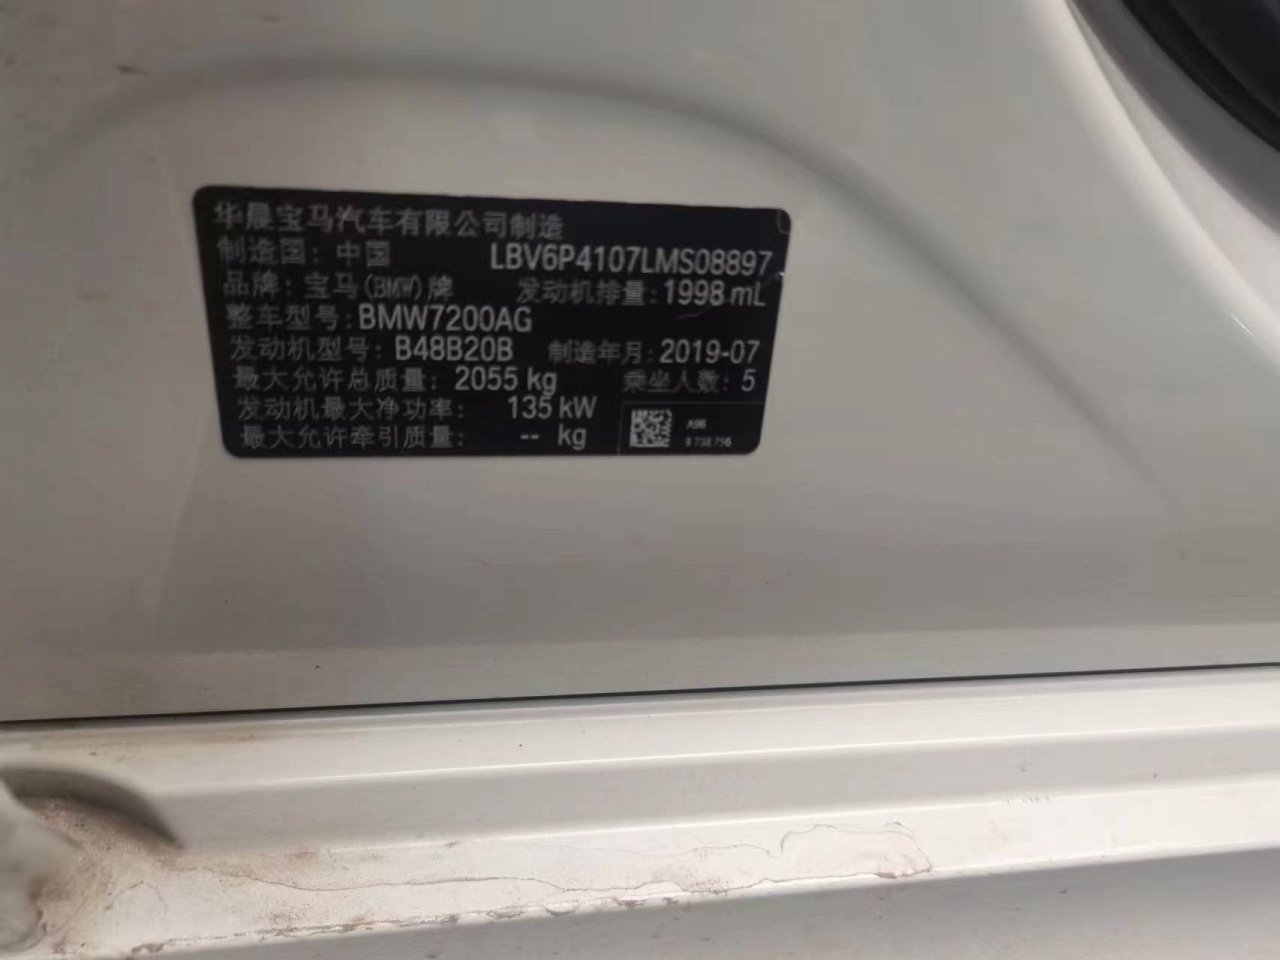 华晨宝马汽车有限公司制造
制造国：中国 LBV6P4107LMS08897
品牌：宝马(BMW)牌 发动机排量：1998 mL
整车型号：BMW7200AG
发动机型号：B48B20B 制造年月：2019-07
最大允许总质量：2055 kg 乘坐人数：5
发动机最大净功率：135 kW
最大允许牵引质量：-- kg
A96
9 738 756